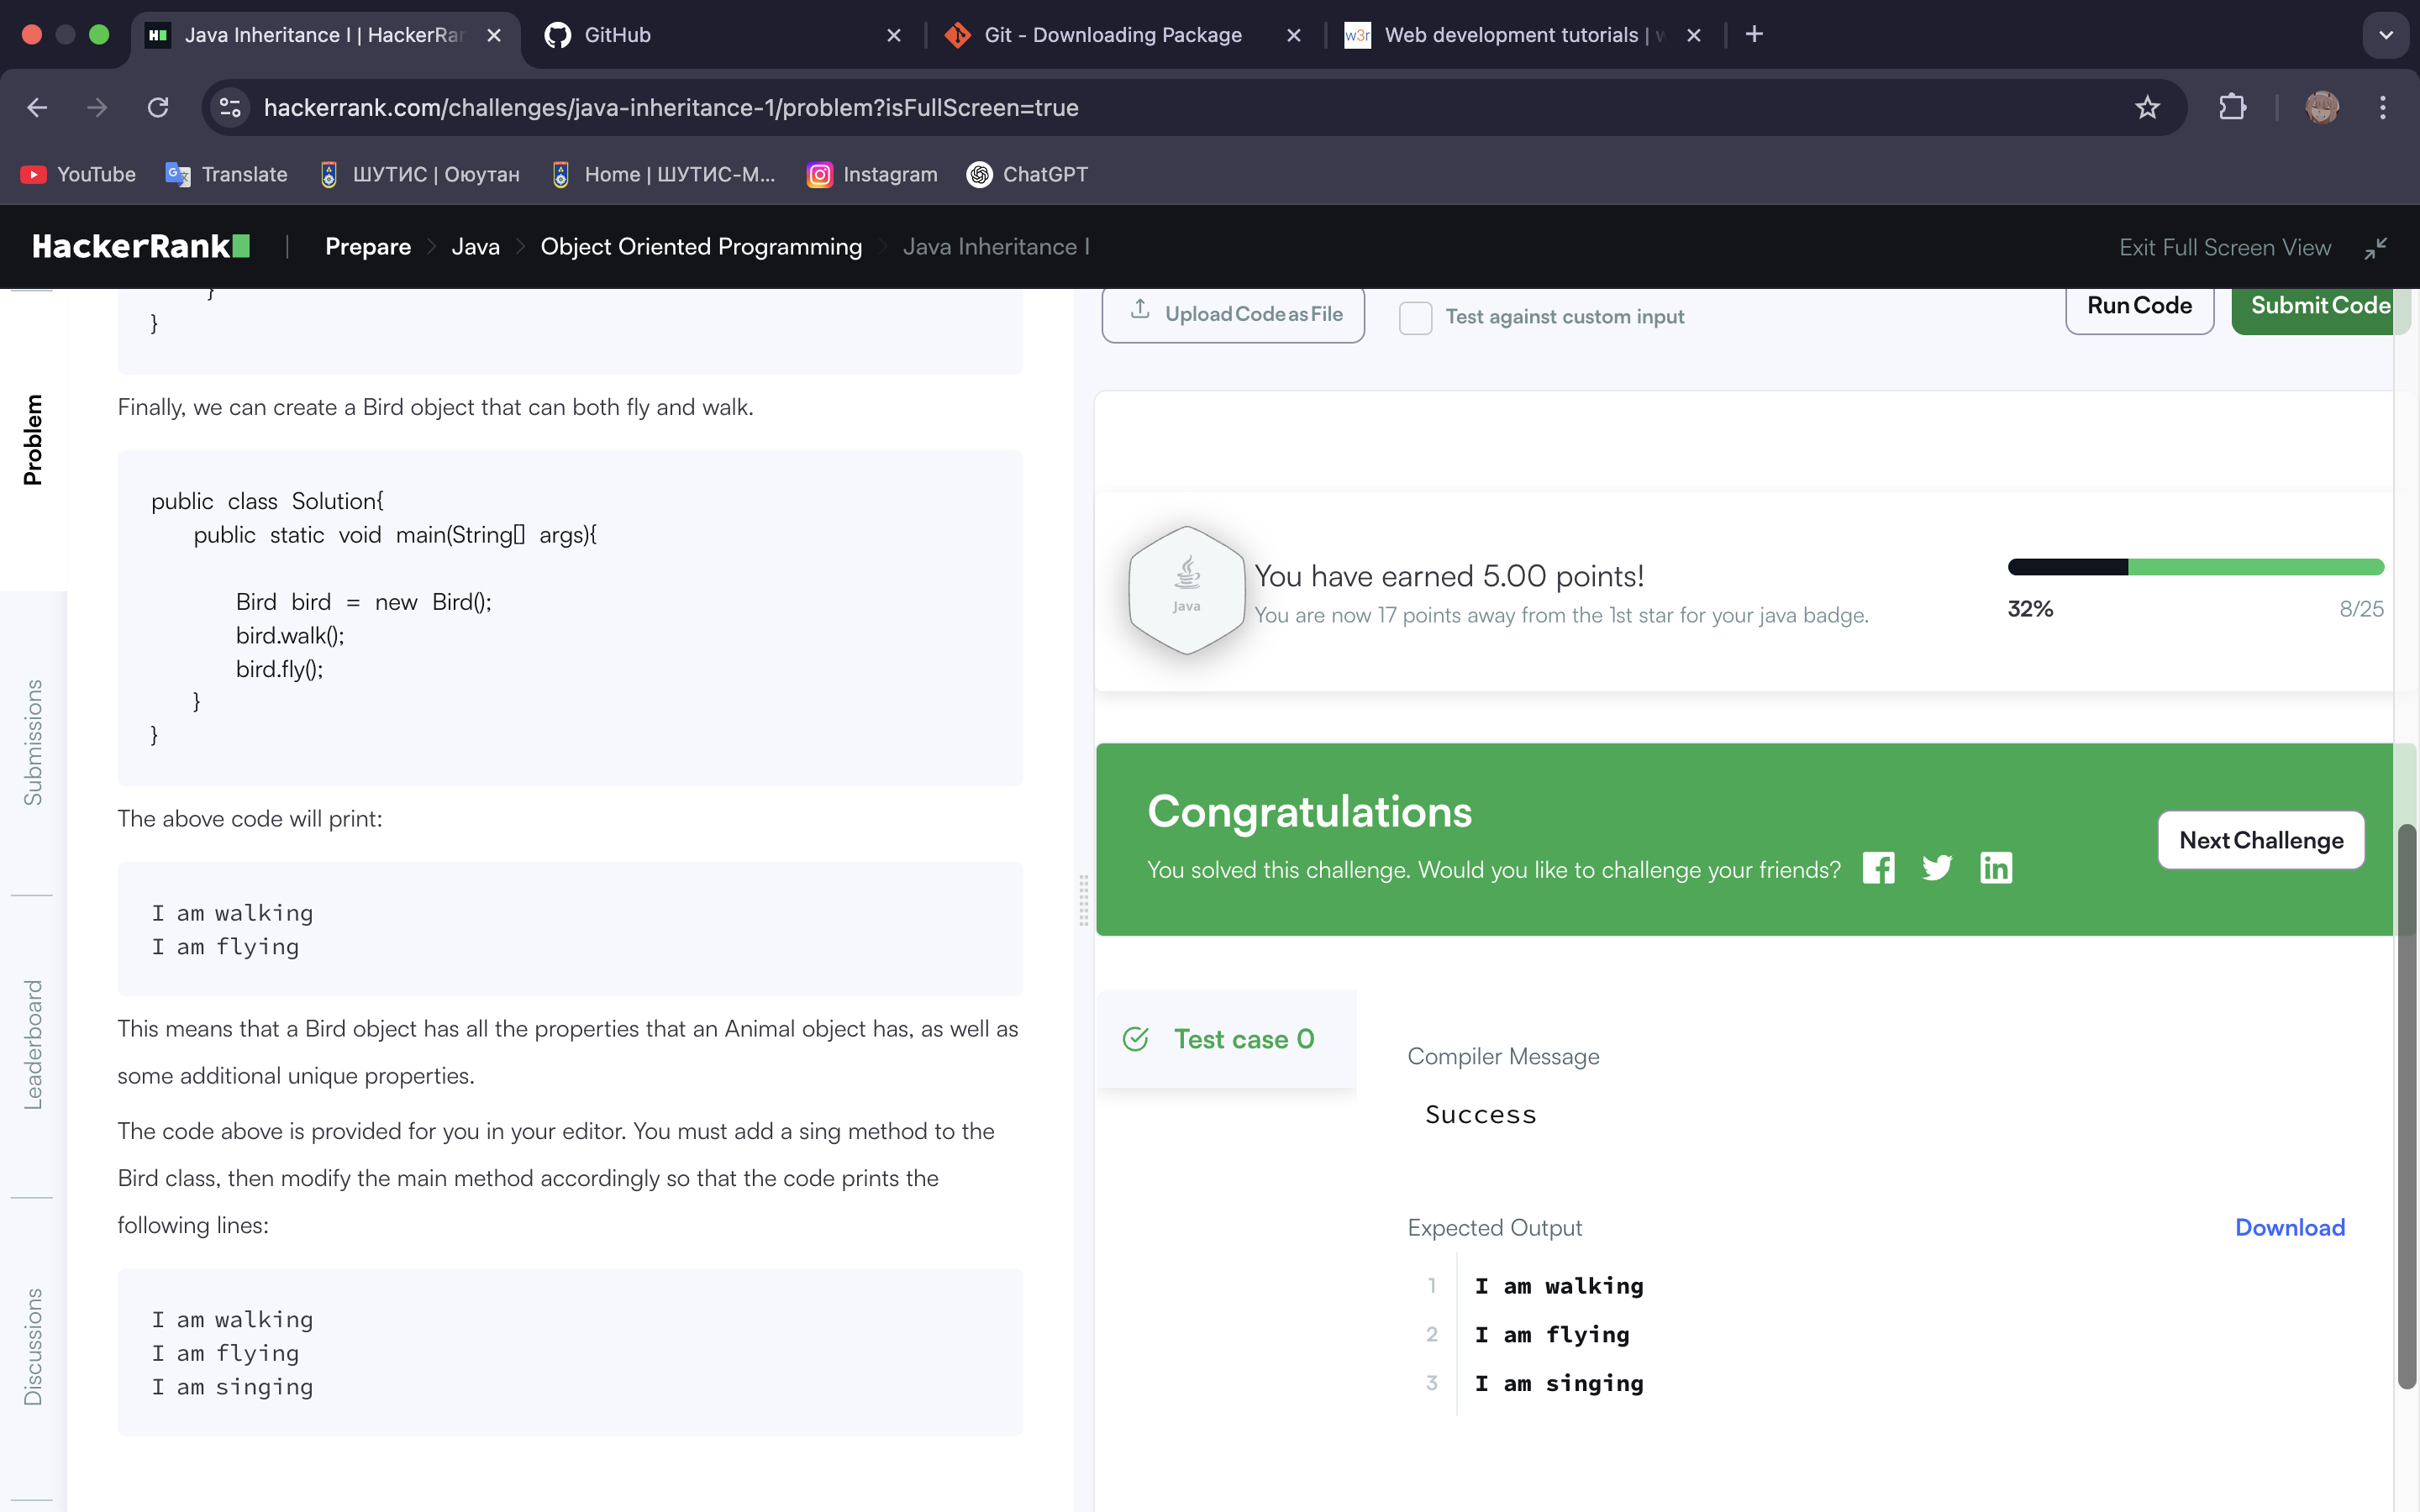 Java Inheritance I | HackerRan
GitHub
Git - Downloading Package
w3r
Web development tutorials |
hackerrank.com/challenges/java-inheritance-1/problem?isFullScreen=true
YouTube
Translate
ШУТИС | Оюутан
Home | ШУТИС-М...
Instagram
ChatGPT
HackerRank
Prepare
Java
Object Oriented Programming
Java Inheritance I
Exit Full Screen View
Problem
Submissions
Leaderboard
Discussions
}
}
Finally, we can create a Bird object that can both fly and walk.
public class Solution{
public static void main(String[] args){
Bird bird = new Bird();
bird.walk();
bird.fly();
}
}
The above code will print:
I am walking
I am flying
This means that a Bird object has all the properties that an Animal object has, as well as
some additional unique properties.
The code above is provided for you in your editor. You must add a sing method to the
Bird class, then modify the main method accordingly so that the code prints the
following lines:
I am walking
I am flying
I am singing
Upload Code as File
Test against custom input
Run Code
Submit Code
Java
You have earned 5.00 points!
You are now 17 points away from the 1st star for your java badge.
32%
8/25
Congratulations
You solved this challenge. Would you like to challenge your friends?
Next Challenge
Test case 0
Compiler Message
Success
Expected Output
Download
1 I am walking
2 I am flying
3 I am singing